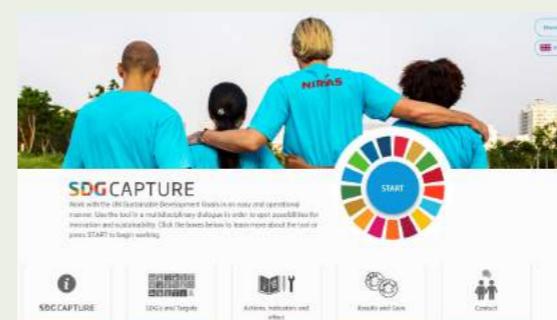 NIRAS
SDG CAPTURE
Work with the UN Sustainable Development Goals in an easy and operational
manner. Use the tool in a multidisciplinary dialogue in order to spot possibilities for
innovation and sustainability. Click the boxes below to learn more about the tool or
press START to begin working.
START
SDGCAPTURE
SDG's and Targets
Actions, Indicators and
effect
Results and Save
Contact